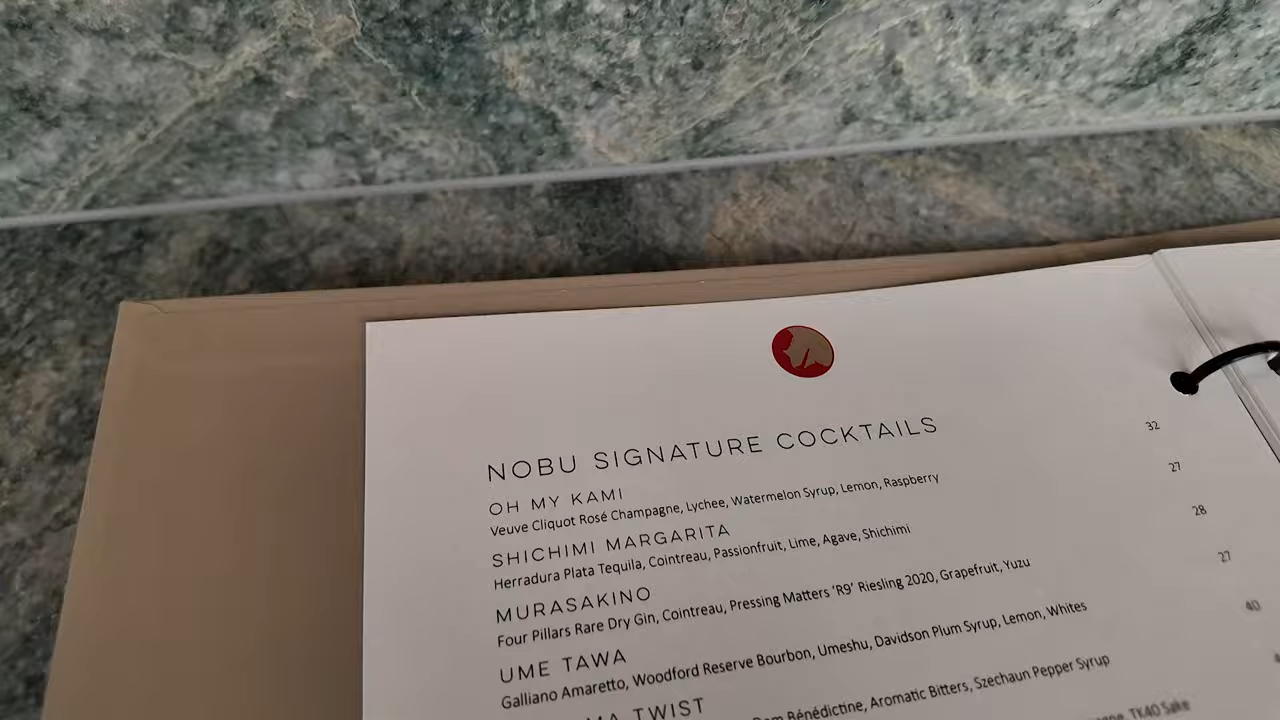 NOBU SIGNATURE COCKTAILS
OH MY KAMI 32
Veuve Cliquot Rosé Champagne, Lychee, Watermelon Syrup, Lemon, Raspberry
SHICHIMI MARGARITA 27
Herradura Plata Tequila, Cointreau, Passionfruit, Lime, Agave, Shichimi
MURASAKINO 28
Four Pillars Rare Dry Gin, Cointreau, Pressing Matters ‘R9’ Riesling 2020, Grapefruit, Yuzu
UME TAWA 27
Galliano Amaretto, Woodford Reserve Bourbon, Umeshu, Davidson Plum Syrup, Lemon, Whites
TWIST 40
Bénédictine, Aromatic Bitters, Szechaun Pepper Syrup
TK40 Sake